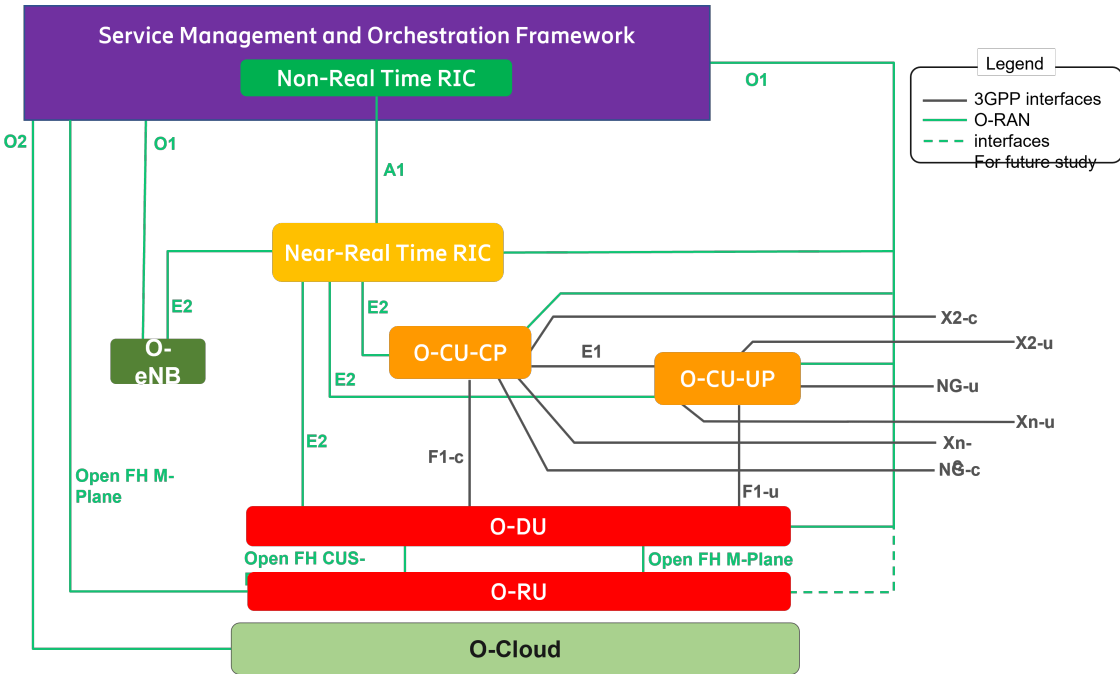 Service Management and Orchestration Framework
Non-Real Time RIC
Legend
3GPP interfaces
O-RAN
interfaces
For future study
O1
O2
O1
A1
Near-Real Time RIC
E2
E2
O-CU-CP
E1
O-CU-UP
X2-c
X2-u
O-
eNB
E2
NG-u
Xn-u
E2
F1-c
Xn-
NG-c
Open FH M-
Plane
F1-u
O-DU
Open FH CUS-
Open FH M-Plane
O-RU
O-Cloud